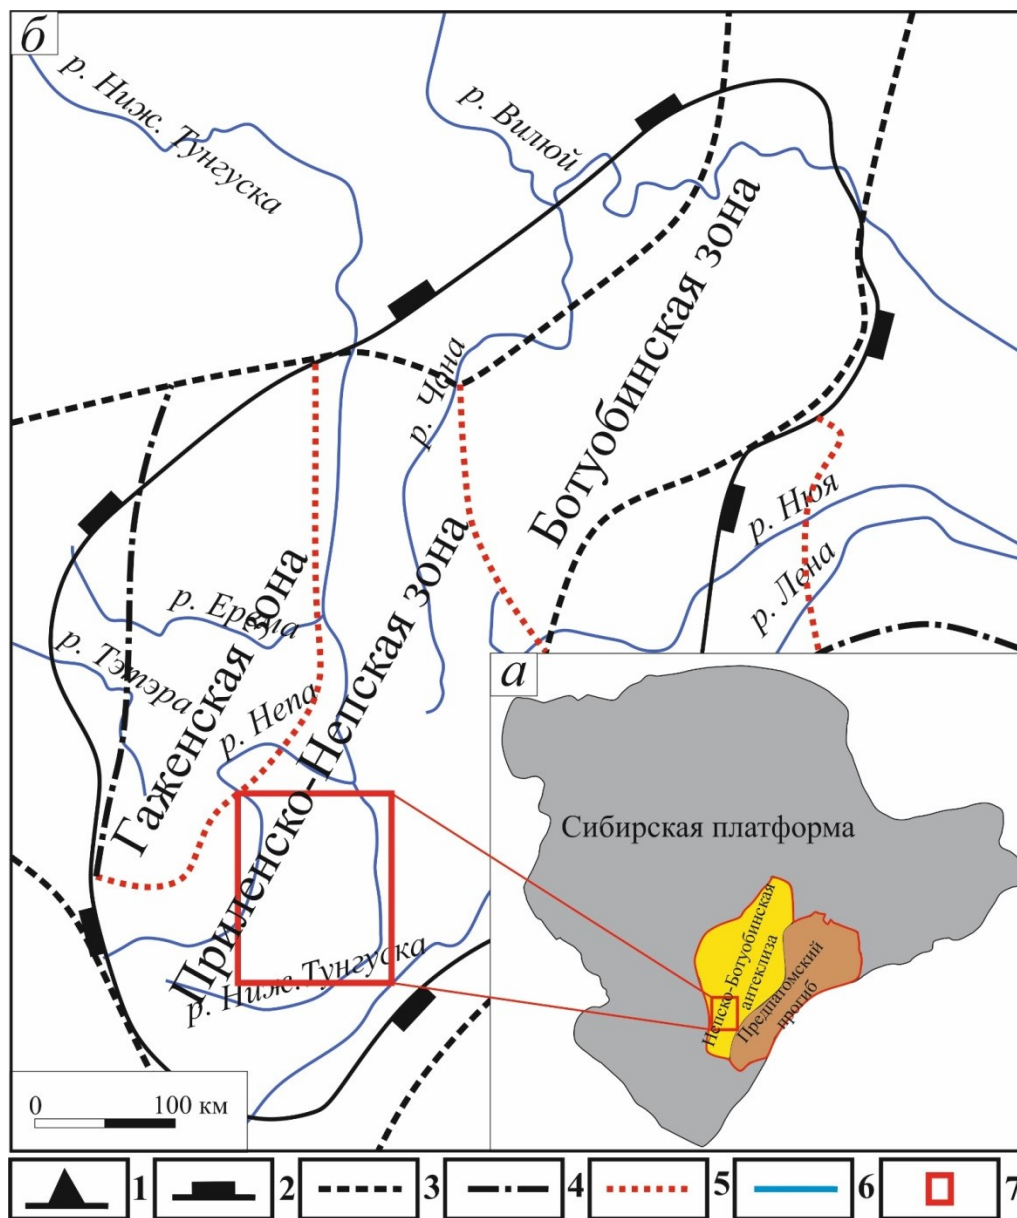 б
р. Ниж. Тунгуска
р. Вилюй
р. Чона
Ботуобинская зона
р. Нюя
р. Лена
р. Ерема
р. Тэтэра
Гаженская зона
р. Непа
Приленско-Непская зона
р. Ниж. Тунгуска
0 100 км
а
Сибирская платформа
Непско-Ботуобинская
антеклиза
Предпатомский
прогиб
1 2 3 4 5 6 7